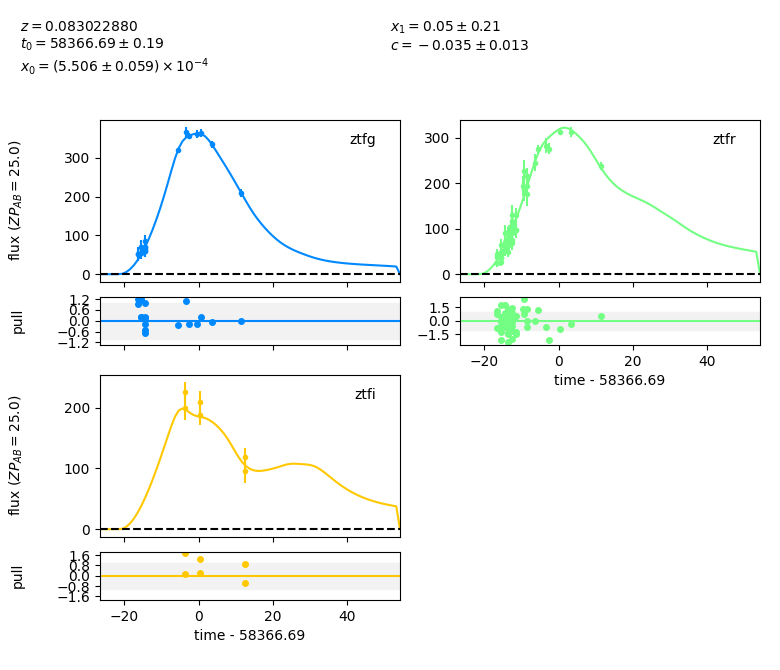 z = 0.083022880
t₀ = 58366.69 ± 0.19
x₀ = (5.506 ± 0.059) × 10⁻⁴
x₁ = 0.05 ± 0.21
c = −0.035 ± 0.013
flux (ZP_AB = 25.0)
300
200
100
0
ztfg
300
200
100
0
ztfr
pull
1.2
0.6
0.0
−0.6
−1.2
1.5
0.0
−1.5
−20 0 20 40
time - 58366.69
flux (ZP_AB = 25.0)
200
100
0
ztfi
pull
1.6
0.8
0.0
−0.8
−1.6
−20 0 20 40
time - 58366.69